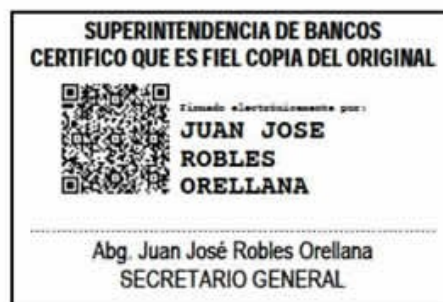 SUPERINTENDENCIA DE BANCOS
CERTIFICO QUE ES FIEL COPIA DEL ORIGINAL
Firmado electrónicamente por:
JUAN JOSE
ROBLES
ORELLANA
Abg. Juan José Robles Orellana
SECRETARIO GENERAL